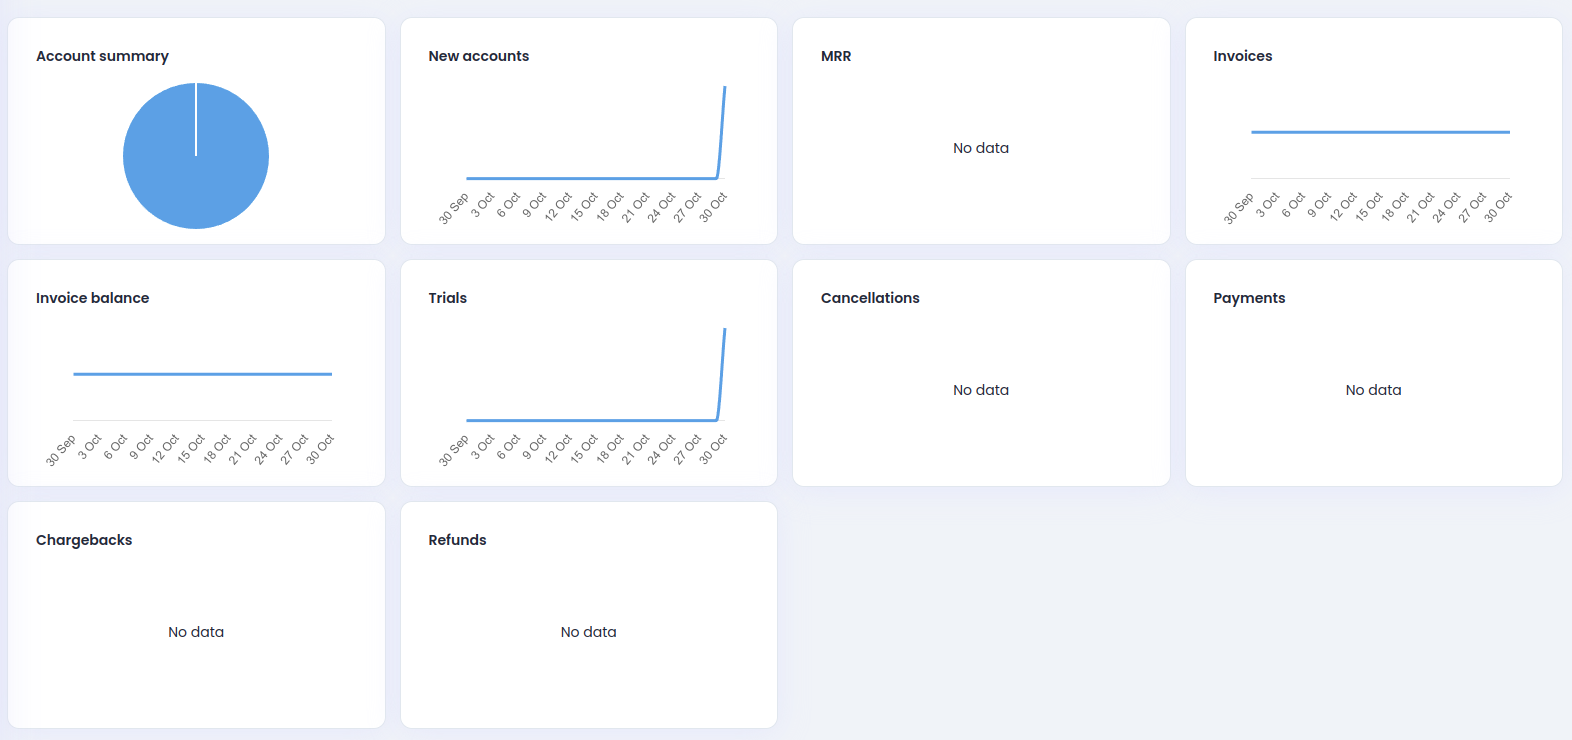 Account summary
New accounts
30 Sep 3 Oct 6 Oct 9 Oct 12 Oct 15 Oct 18 Oct 21 Oct 24 Oct 27 Oct 30 Oct
MRR
No data
Invoices
30 Sep 3 Oct 6 Oct 9 Oct 12 Oct 15 Oct 18 Oct 21 Oct 24 Oct 27 Oct 30 Oct
Invoice balance
30 Sep 3 Oct 6 Oct 9 Oct 12 Oct 15 Oct 18 Oct 21 Oct 24 Oct 27 Oct 30 Oct
Trials
30 Sep 3 Oct 6 Oct 9 Oct 12 Oct 15 Oct 18 Oct 21 Oct 24 Oct 27 Oct 30 Oct
Cancellations
No data
Payments
No data
Chargebacks
No data
Refunds
No data